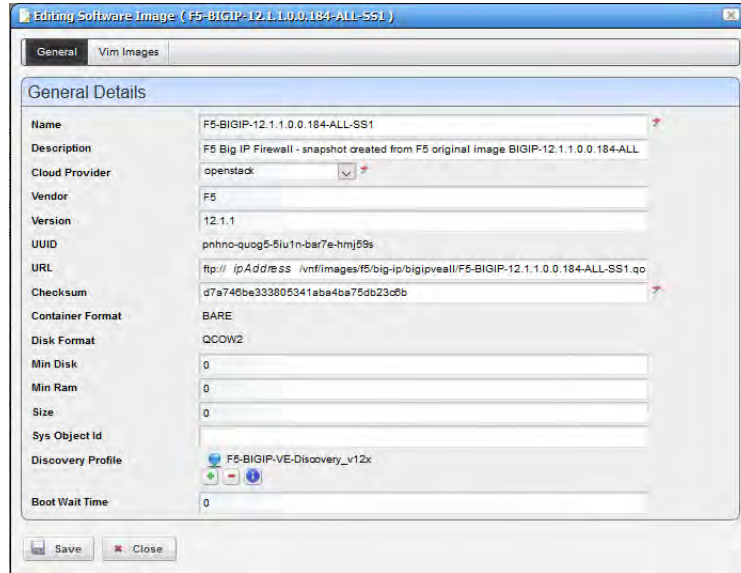 Editing Software Image ( F5-BIGIP-12.1.1.0.0.184-ALL-SS1 )
General Vim Images
General Details
Name F5-BIGIP-12.1.1.0.0.184-ALL-SS1
Description F5 Big IP Firewall - snapshot created from F5 original image BIGIP-12.1.1.0.0.184-ALL
Cloud Provider openstack
Vendor F5
Version 12.1.1
UUID pnhno-quog5-5iu1n-bar7e-hmj59s
URL ftp:// ipAddress /vnf/images/f5/big-ip/bigipveall/F5-BIGIP-12.1.1.0.0.184-ALL-SS1.qo
Checksum d7a746be333805341aba4ba75db23c6b
Container Format BARE
Disk Format QCOW2
Min Disk 0
Min Ram 0
Size 0
Sys Object Id
Discovery Profile F5-BIGIP-VE-Discovery_v12x
Boot Wait Time 0
Save Close